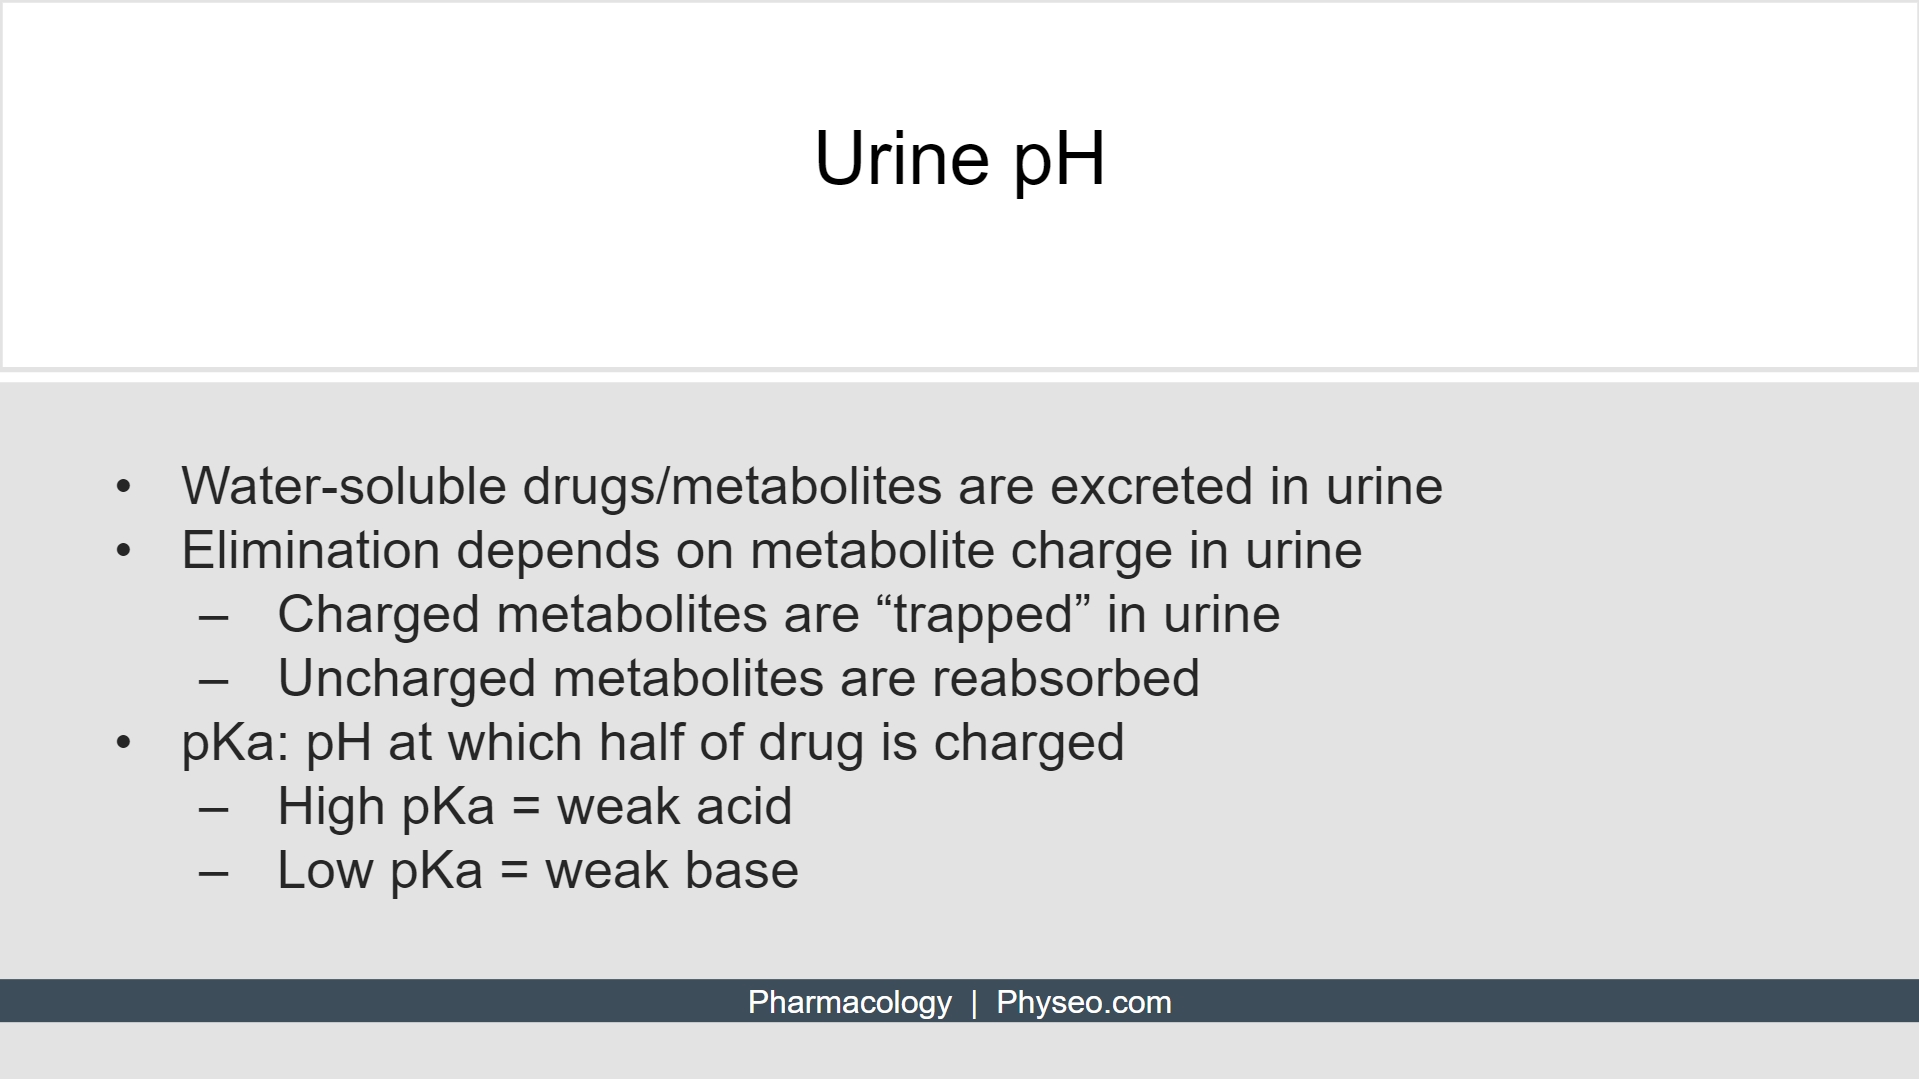 Urine pH
• Water-soluble drugs/metabolites are excreted in urine
• Elimination depends on metabolite charge in urine
– Charged metabolites are “trapped” in urine
– Uncharged metabolites are reabsorbed
• pKa: pH at which half of drug is charged
– High pKa = weak acid
– Low pKa = weak base
Pharmacology | Physeo.com